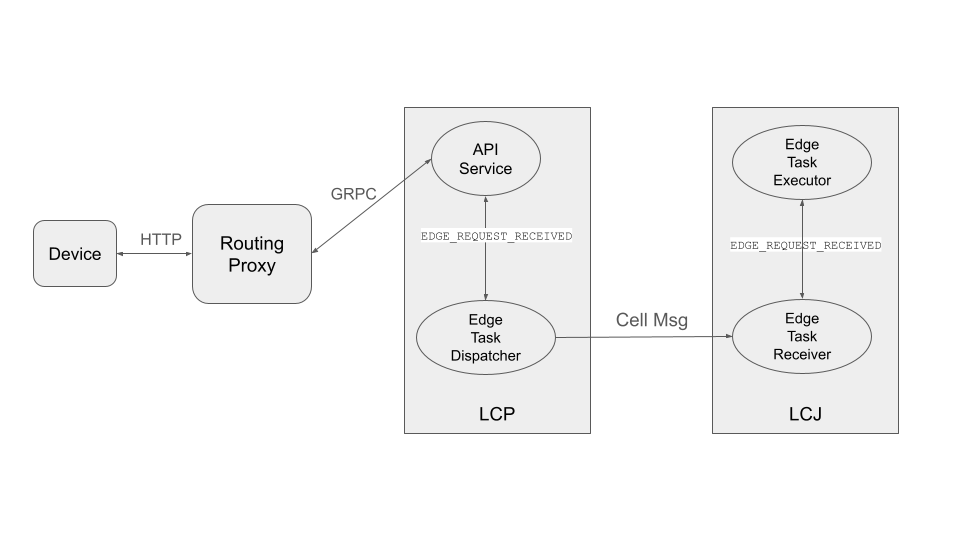 Device
HTTP
Routing
Proxy
GRPC
API
Service
EDGE_REQUEST_RECEIVED
Edge
Task
Dispatcher
LCP
Cell Msg
Edge
Task
Executor
EDGE_REQUEST_RECEIVED
Edge
Task
Receiver
LCJ